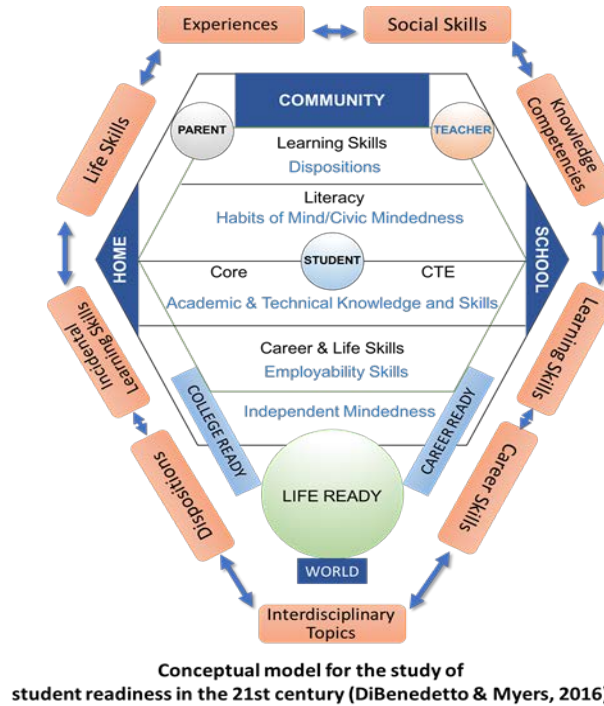 Experiences
Social Skills
Life Skills
Knowledge
Competencies
COMMUNITY
PARENT
TEACHER
Learning Skills
Dispositions
Literacy
Habits of Mind/Civic Mindedness
HOME
STUDENT
SCHOOL
Core
CTE
Academic & Technical Knowledge and Skills
Career & Life Skills
Employability Skills
Independent Mindedness
Incidental
Learning Skills
Learning Skills
COLLEGE READY
CAREER READY
Dispositions
Career Skills
LIFE READY
WORLD
Interdisciplinary
Topics
Conceptual model for the study of
student readiness in the 21st century (DiBenedetto & Myers, 2016)